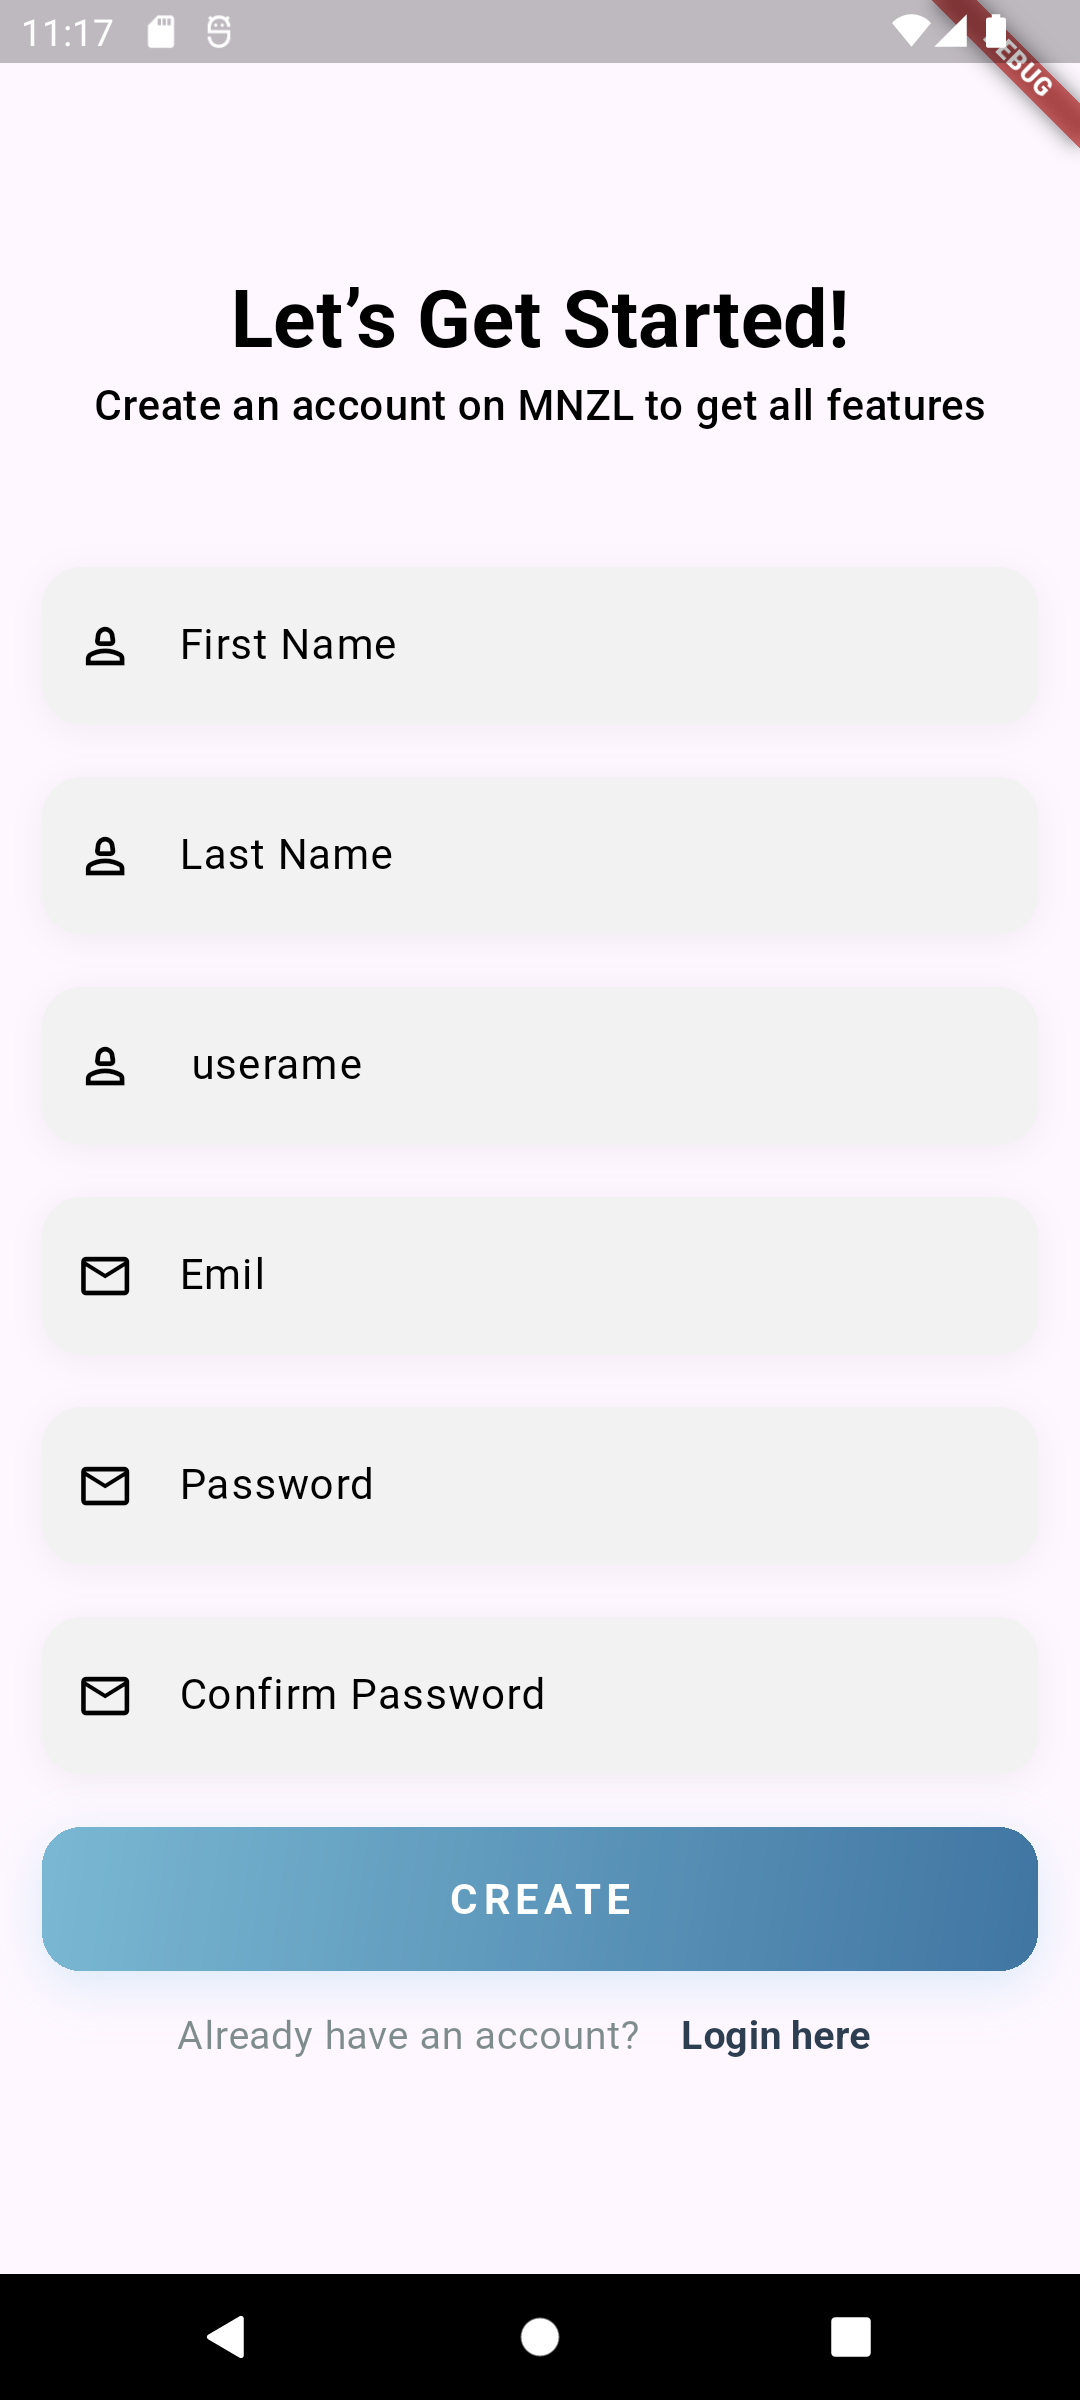 11:17
DEBUG
Let’s Get Started!
Create an account on MNZL to get all features
First Name
Last Name
userame
Emil
Password
Confirm Password
CREATE
Already have an account? Login here